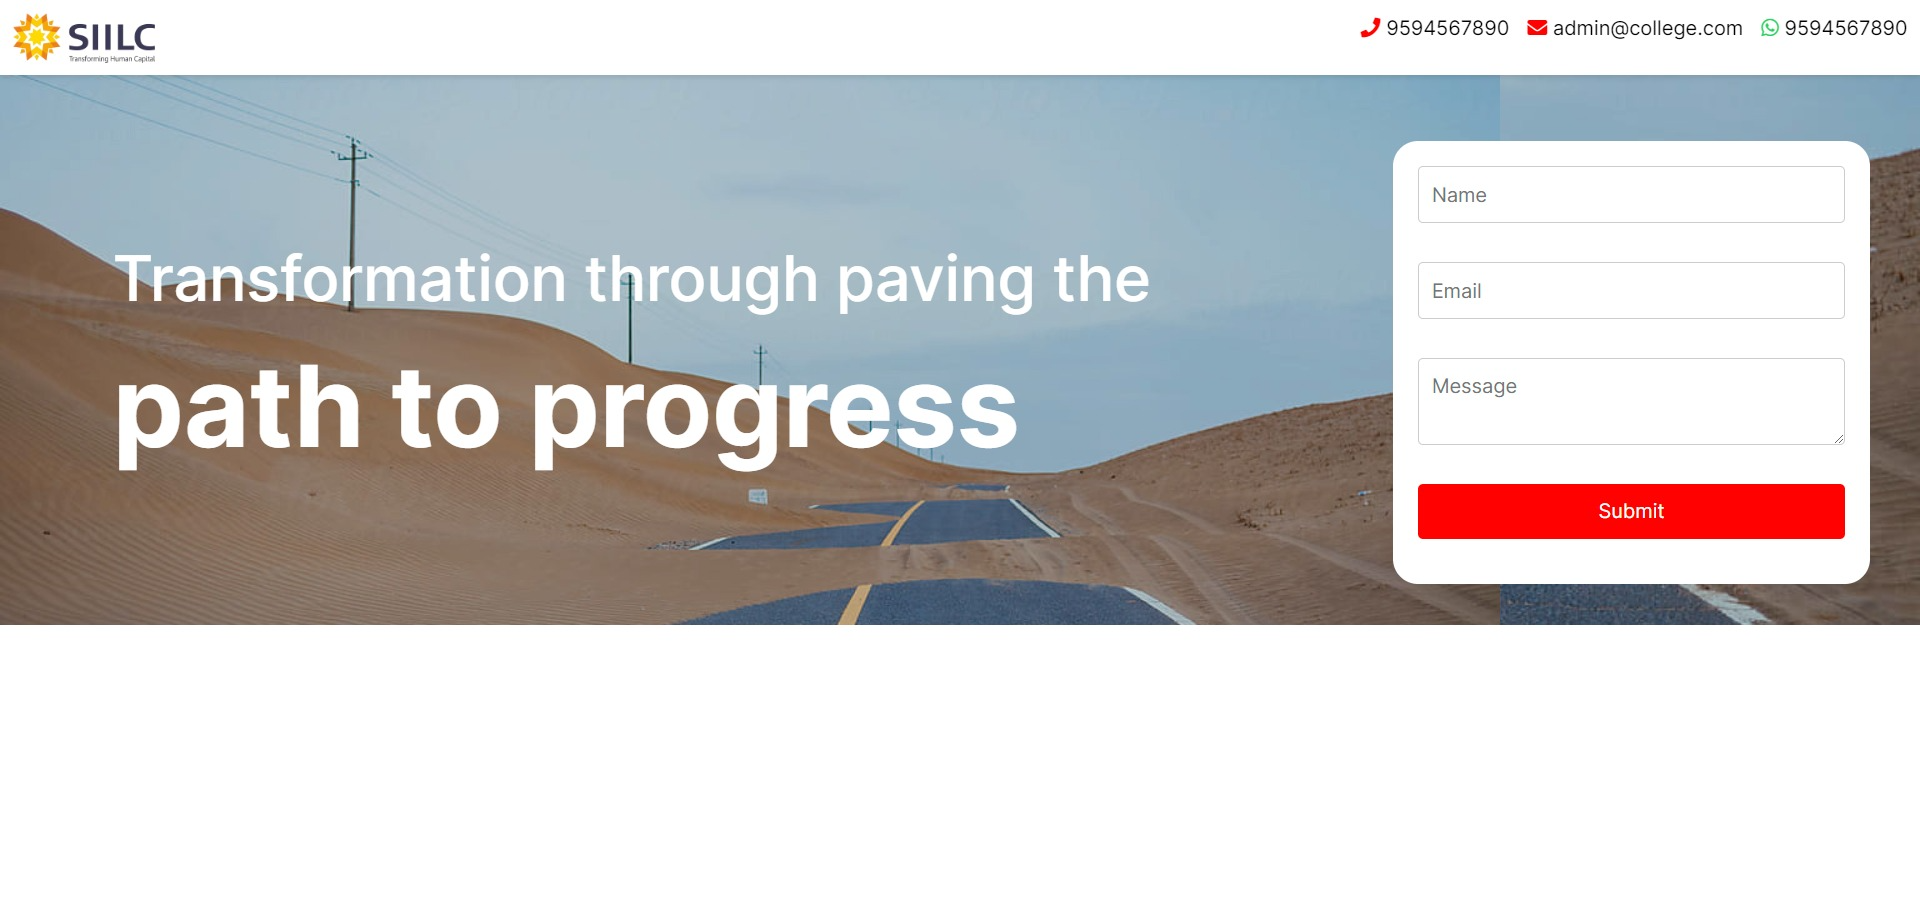 SIILC
Transforming Human Capital
9594567890 admin@college.com 9594567890
Transformation through paving the
path to progress
Name
Email
Message
Submit